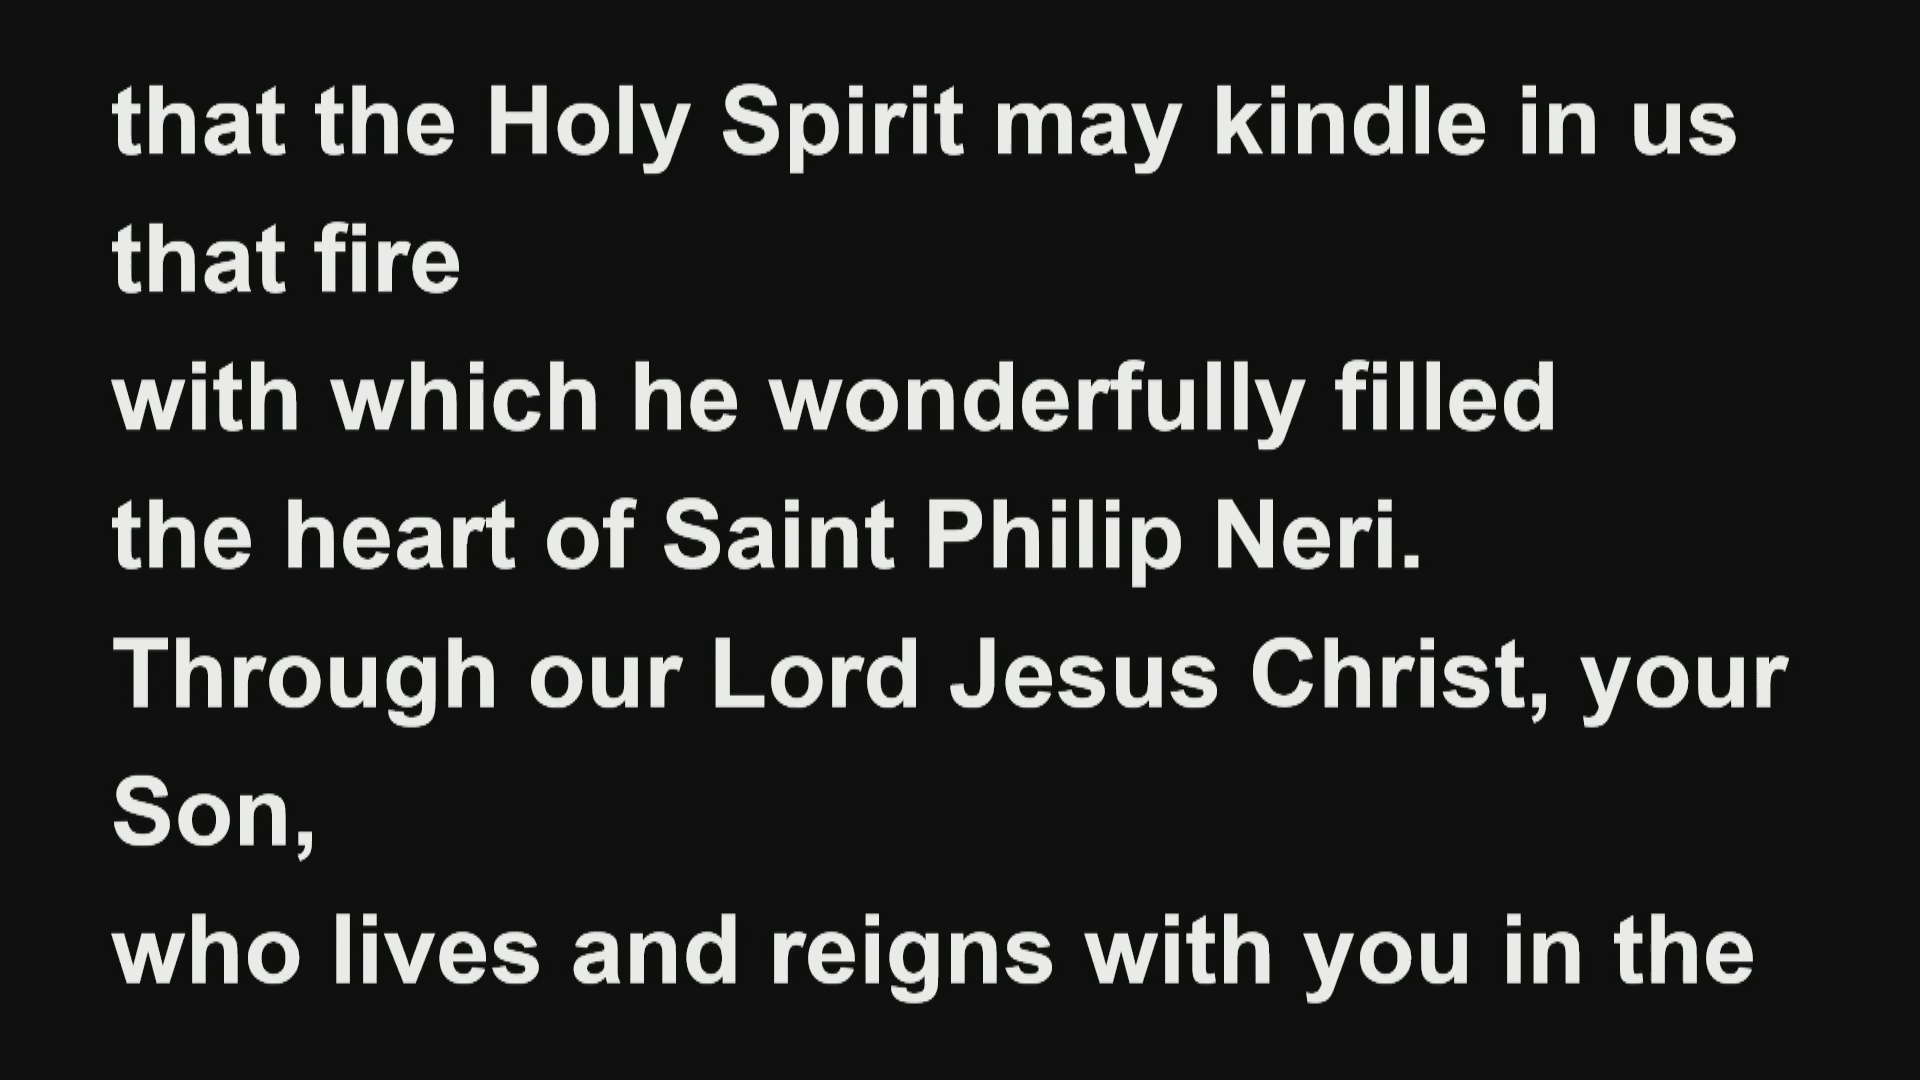 that the Holy Spirit may kindle in us
that fire
with which he wonderfully filled
the heart of Saint Philip Neri.
Through our Lord Jesus Christ, your
Son,
who lives and reigns with you in the